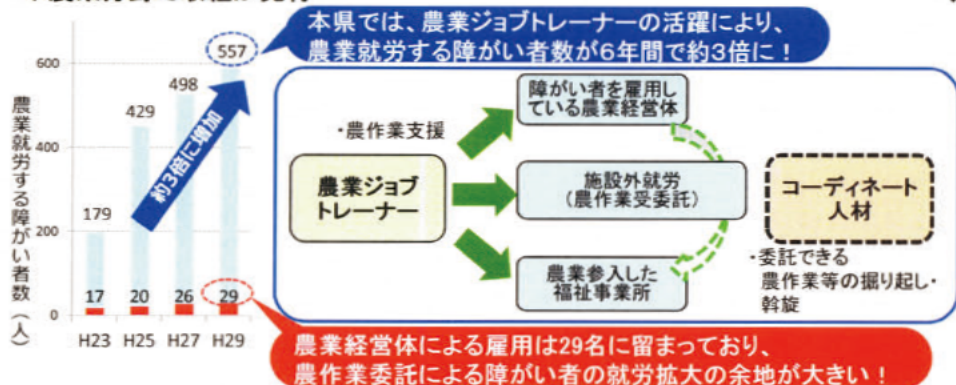 本県では、農業ジョブトレーナーの活躍により、
農業就労する障がい者数が6年間で約3倍に！
農業就労する障がい者数（人）
600
400
200
0
179
429
498
557
17
20
26
29
H23
H25
H27
H29
約3倍に増加
・農作業支援
農業ジョブ
トレーナー
障がい者を雇用し
ている農業経営体
施設外就労
（農作業受委託）
農業参入した
福祉事業所
コーディネート
人材
・委託できる
農作業等の掘り起し・
斡旋
農業経営体による雇用は29名に留まっており、
農作業委託による障がい者の就労拡大の余地が大きい！